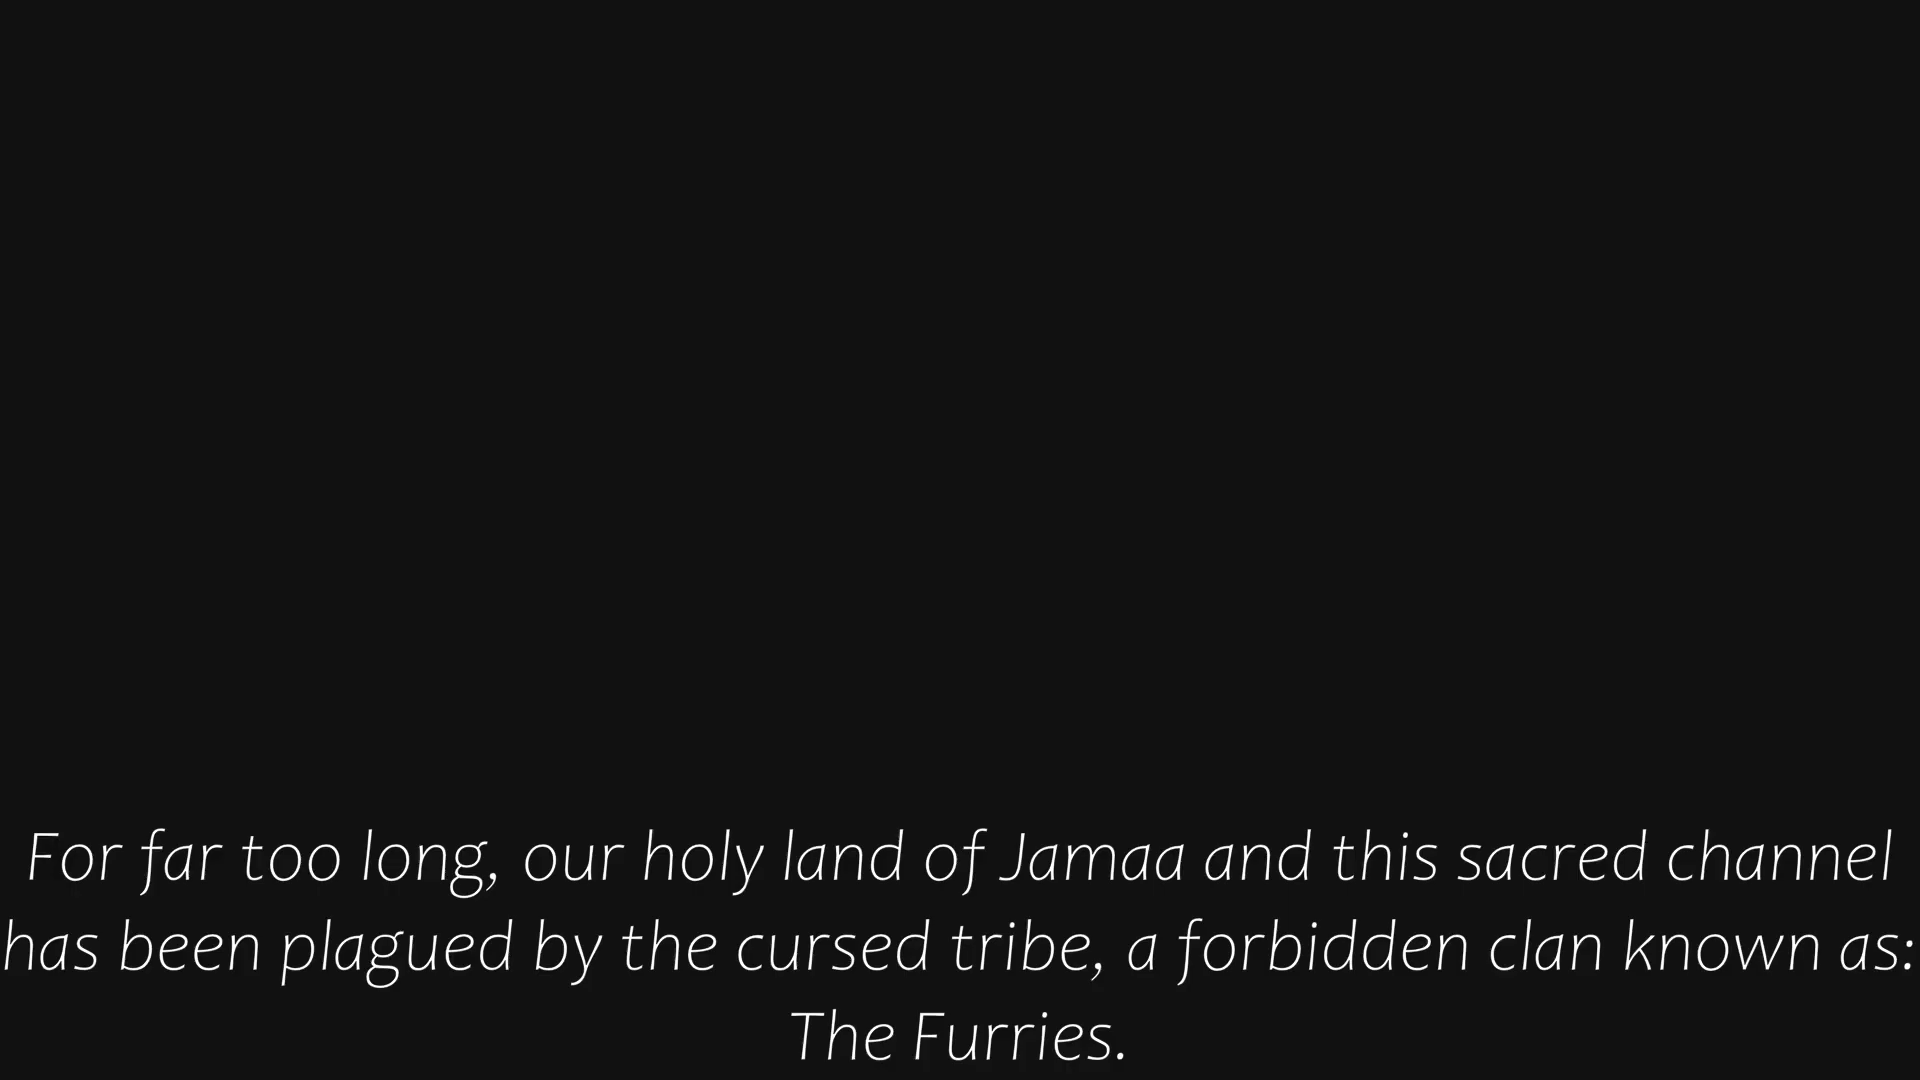 For far too long, our holy land of Jamaa and this sacred channel
has been plagued by the cursed tribe, a forbidden clan known as:
The Furries.